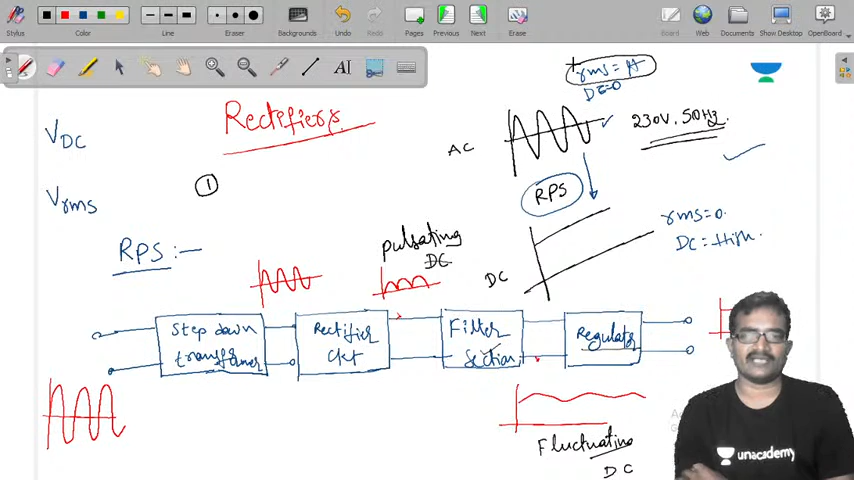 Stylus
Color
Line
Eraser
Backgrounds
Undo
Redo
Pages
Previous
Next
Erase
Board
Web
Documents
Show Desktop
OpenBoard
rms = A
DC=0
Rectifiers
VDC
AC
230V, 50Hz.
1
RPS
Vrms
rms=0.
DC = High.
RPS :-
pulsating
DC
DC
Step down
transformer
Rectifier
CKT
Filter
Section
Regulator
Fluctuating
DC
unacademy